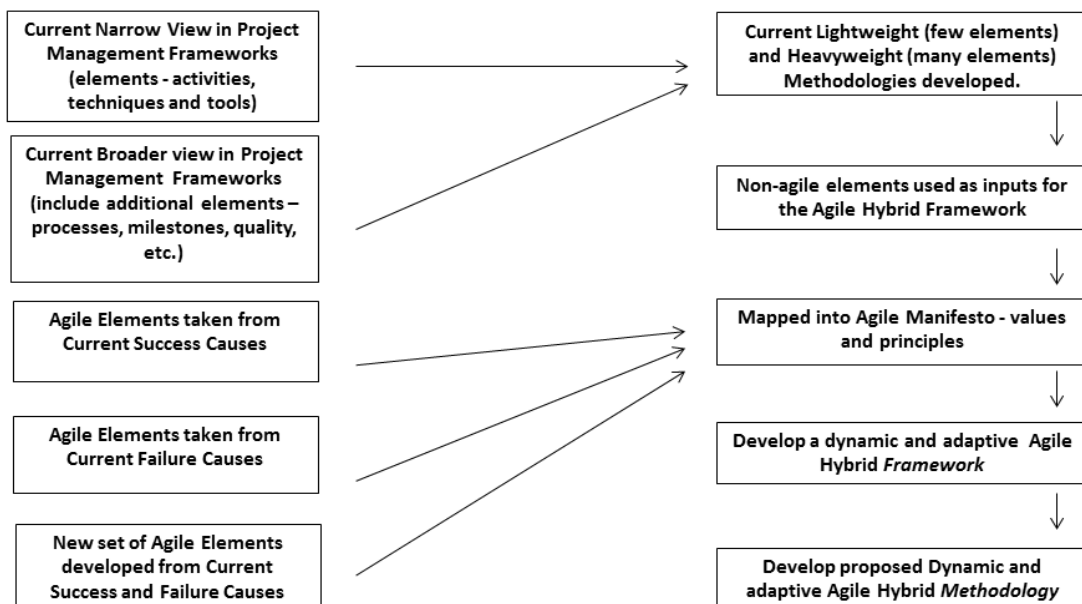 Current Narrow View in Project
Management Frameworks
(elements - activities,
techniques and tools)
Current Broader view in Project
Management Frameworks
(include additional elements –
processes, milestones, quality,
etc.)
Agile Elements taken from
Current Success Causes
Agile Elements taken from
Current Failure Causes
New set of Agile Elements
developed from Current
Success and Failure Causes
Current Lightweight (few elements)
and Heavyweight (many elements)
Methodologies developed.
Non-agile elements used as inputs for
the Agile Hybrid Framework
Mapped into Agile Manifesto - values
and principles
Develop a dynamic and adaptive Agile
Hybrid Framework
Develop proposed Dynamic and
adaptive Agile Hybrid Methodology